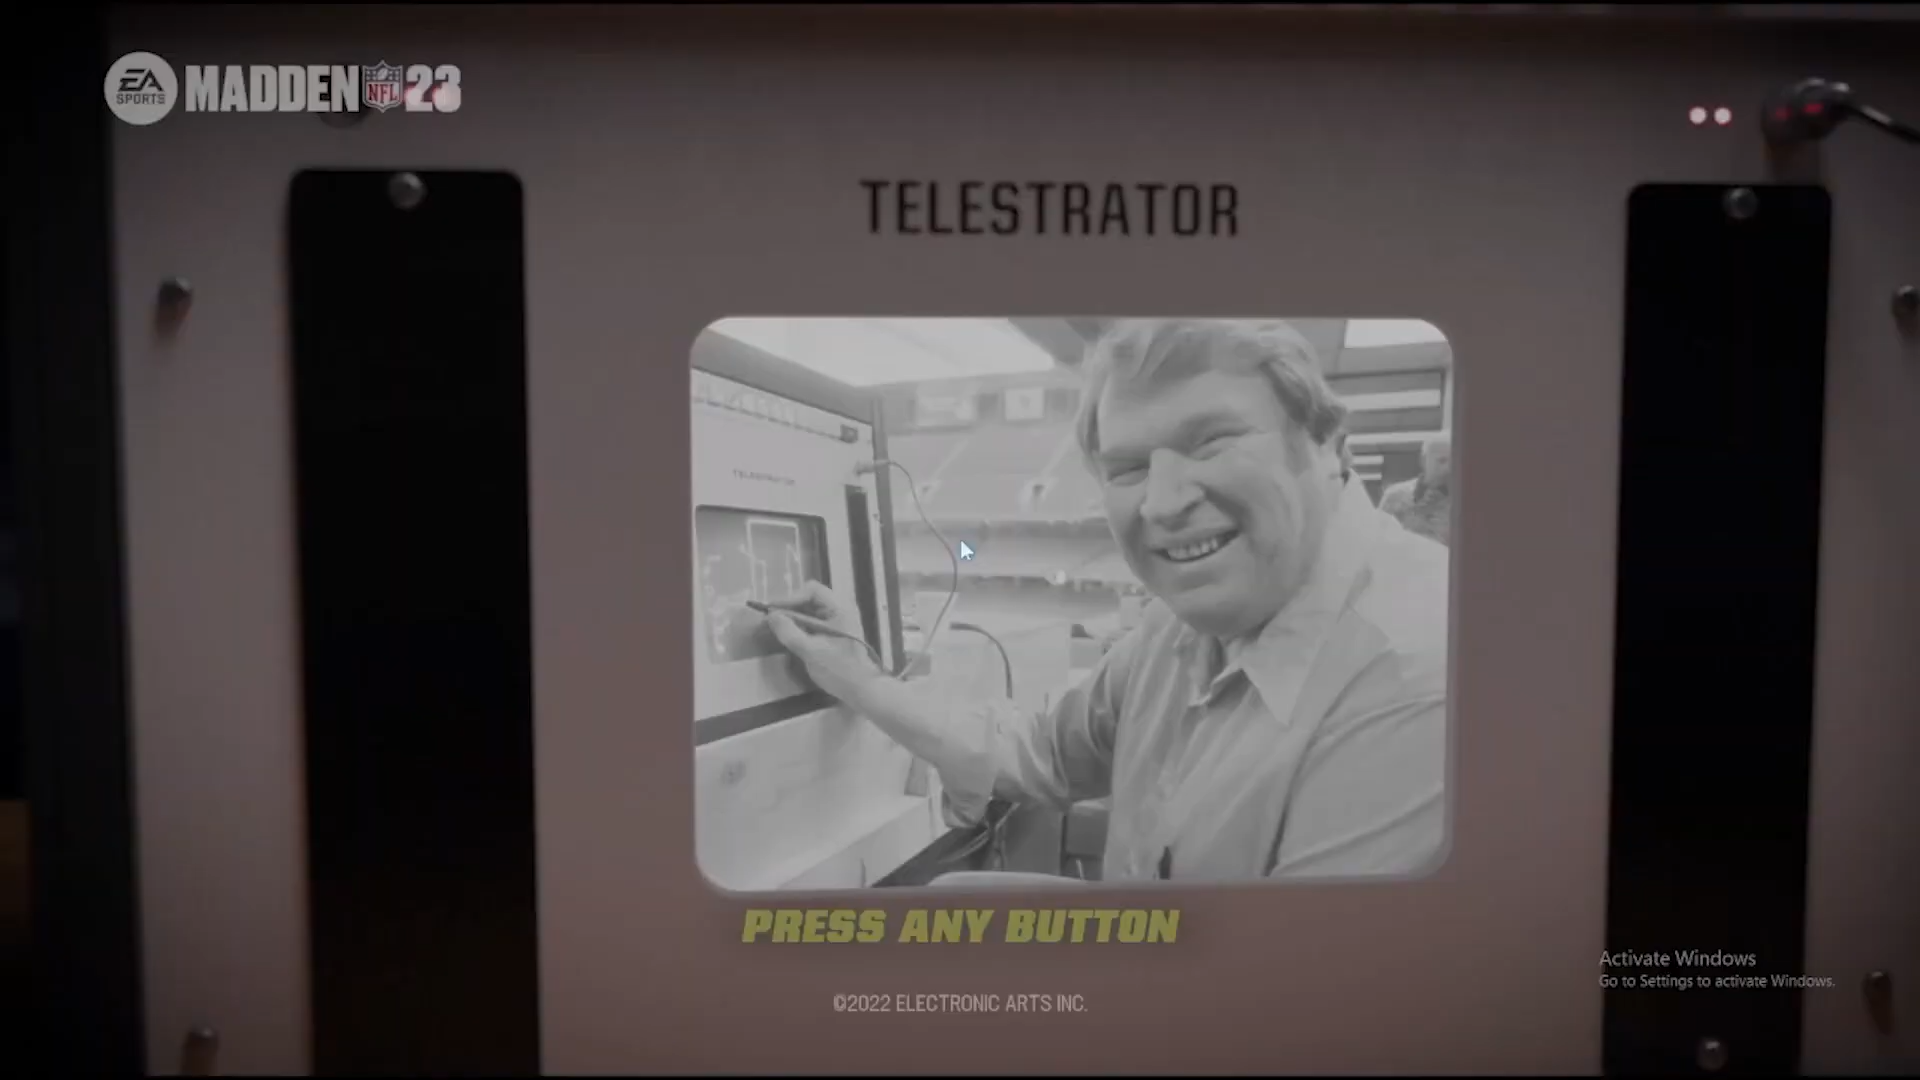 EA SPORTS MADDEN NFL 23
TELESTRATOR
TELESTRATOR
PRESS ANY BUTTON
Activate Windows
Go to Settings to activate Windows.
©2022 ELECTRONIC ARTS INC.